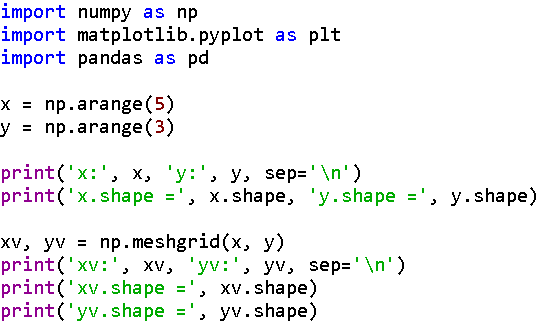 import numpy as np
import matplotlib.pyplot as plt
import pandas as pd
x = np.arange(5)
y = np.arange(3)
print('x:', x, 'y:', y, sep='\n')
print('x.shape =', x.shape, 'y.shape =', y.shape)
xv, yv = np.meshgrid(x, y)
print('xv:', xv, 'yv:', yv, sep='\n')
print('xv.shape =', xv.shape)
print('yv.shape =', yv.shape)